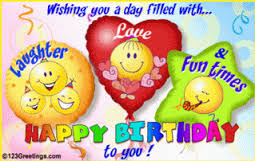 Wishing you a day filled with...
Love
Laughter
&
Fun times
HAPPY BIRTHDAY
to you !
©123Greetings.com